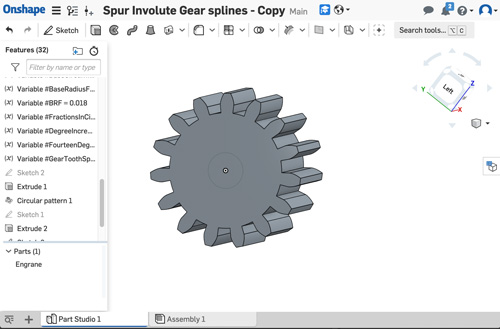 Onshape
Spur Involute Gear splines - Copy Main
3
Sketch
Search tools... ⌥ C
Features (32)
Filter by name or type
(x) Variable #BaseRadiusF...
(x) Variable #BRF = 0.018
(x) Variable #FractionsInCi...
(x) Variable #DegreeIncre...
(x) Variable #FourteenDeg...
(x) Variable #GearToothSp...
Sketch 2
Extrude 1
Circular pattern 1
Sketch 1
Extrude 2
Parts (1)
Engrane
Left
Z
Y
X
Part Studio 1
Assembly 1